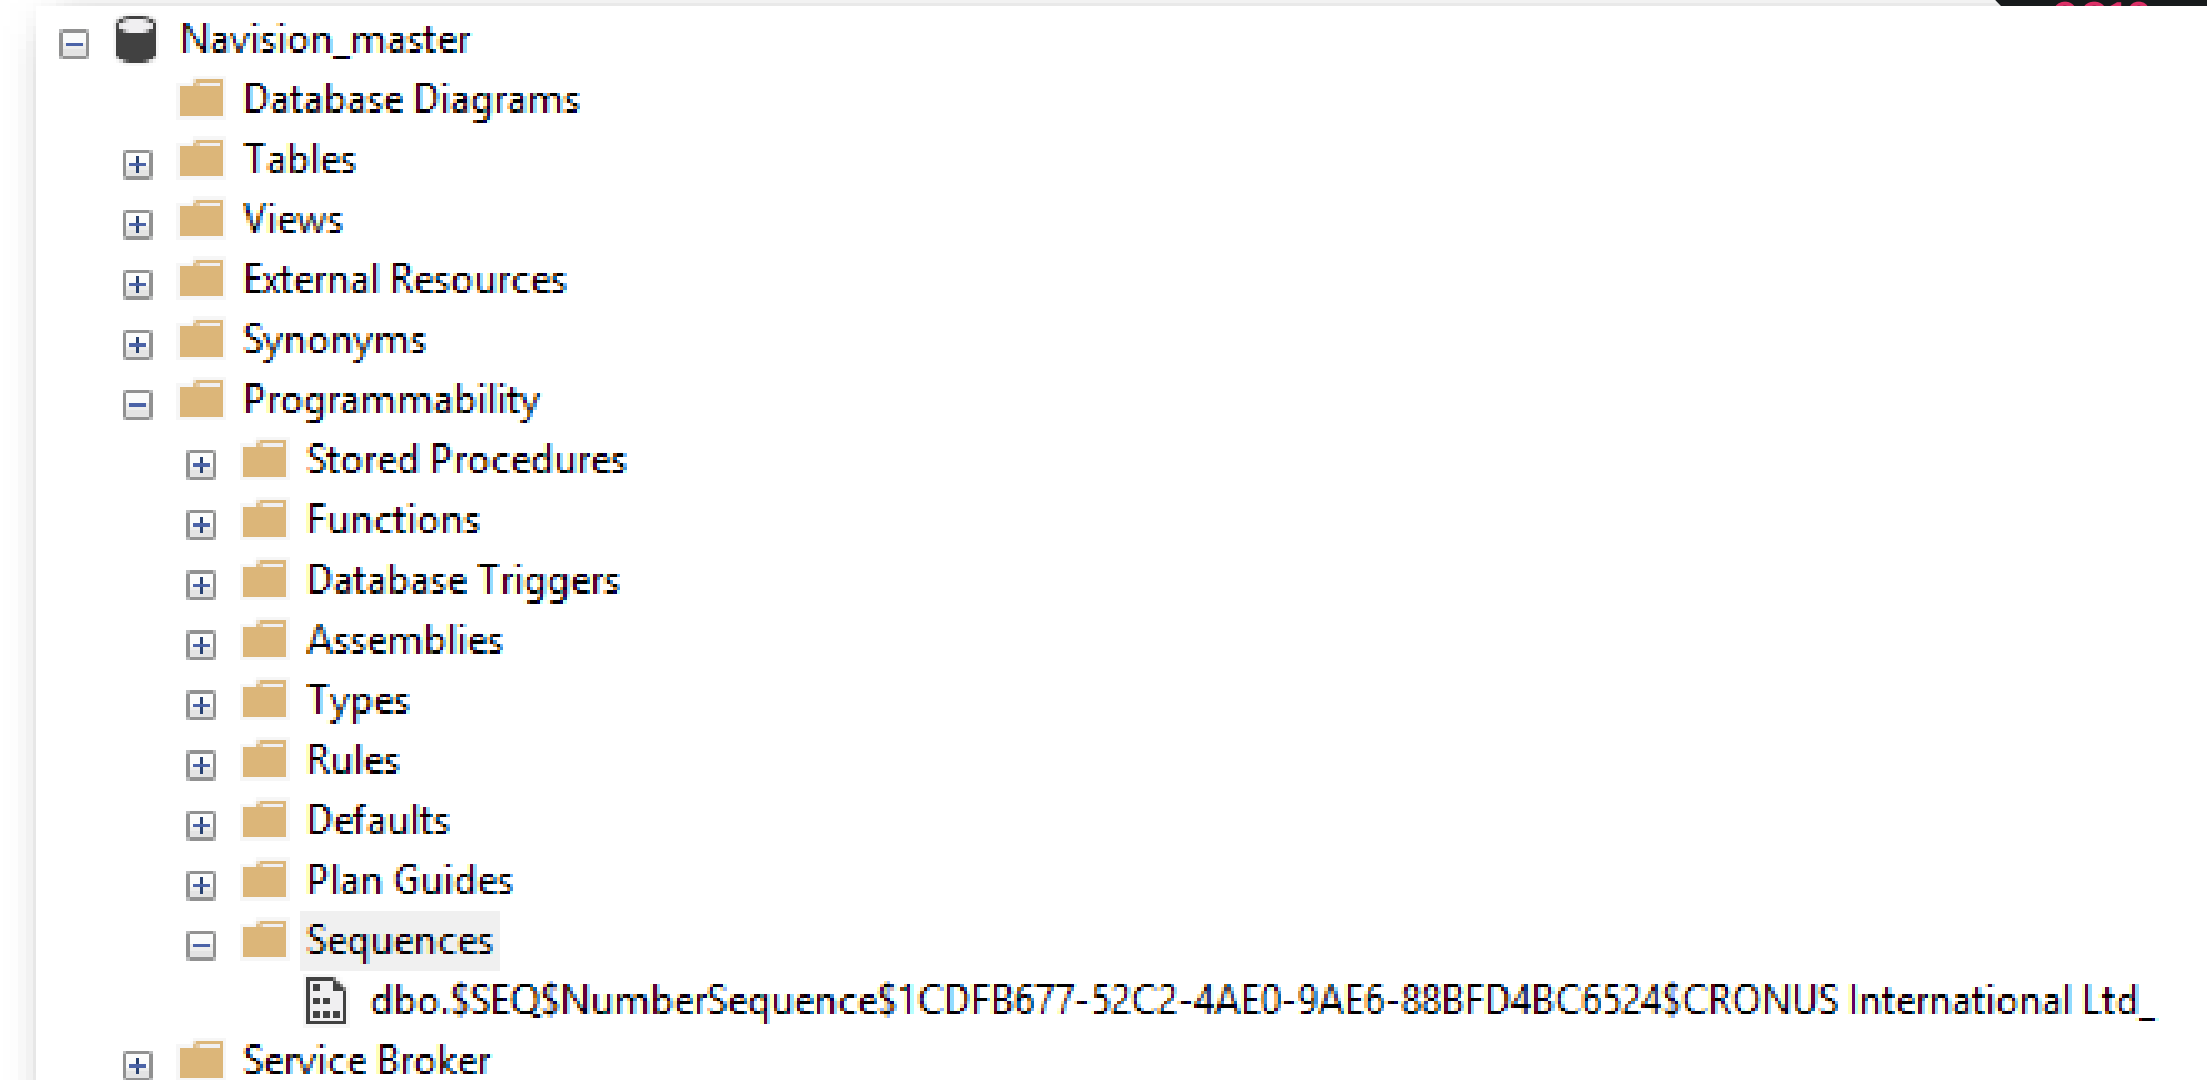 Navision_master
Database Diagrams
Tables
Views
External Resources
Synonyms
Programmability
Stored Procedures
Functions
Database Triggers
Assemblies
Types
Rules
Defaults
Plan Guides
Sequences
dbo.$SEQ$NumberSequence$1CDFB677-52C2-4AE0-9AE6-88BFD4BC6524$CRONUS International Ltd_
Service Broker